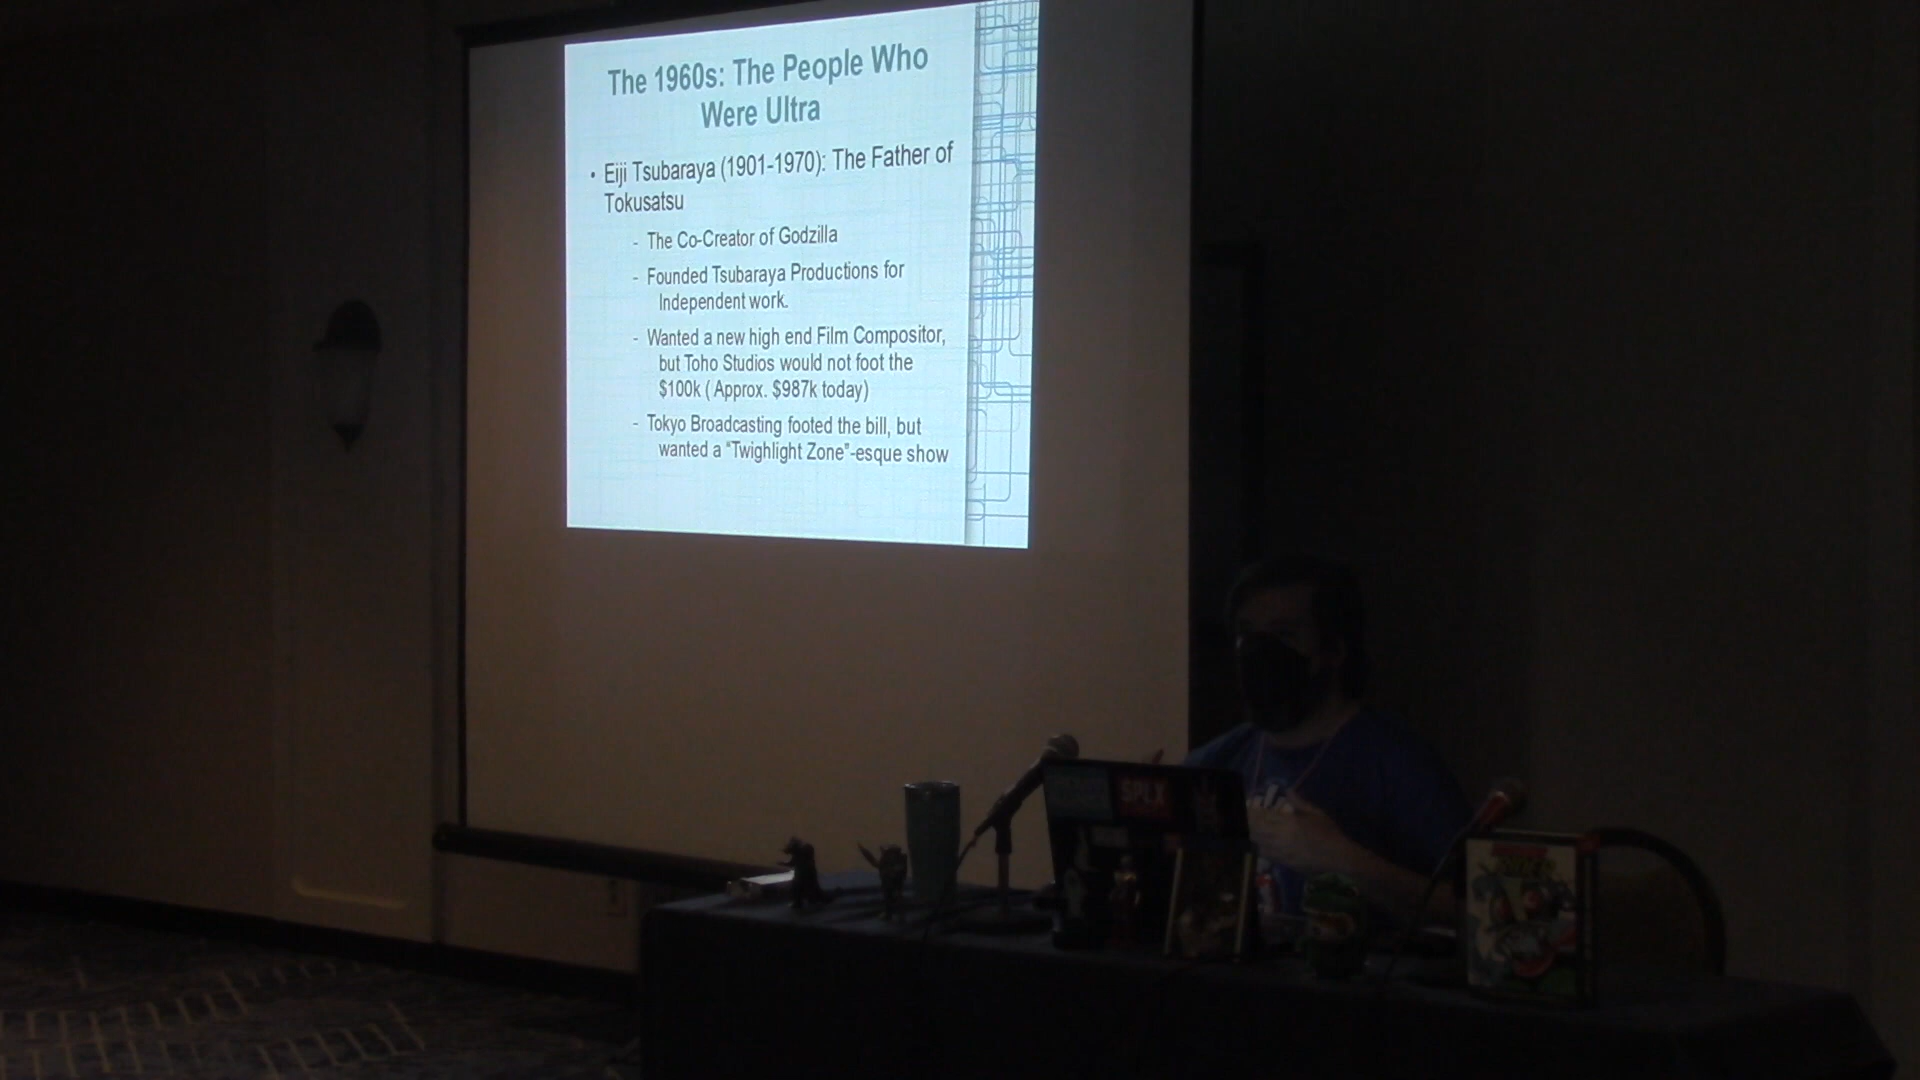 The 1960s: The People Who
Were Ultra
• Eiji Tsubaraya (1901-1970): The Father of
Tokusatsu
- The Co-Creator of Godzilla
- Founded Tsubaraya Productions for
Independent work.
- Wanted a new high end Film Compositor,
but Toho Studios would not foot the
$100k ( Approx. $987k today)
- Tokyo Broadcasting footed the bill, but
wanted a "Twighlight Zone"-esque show
SPLX